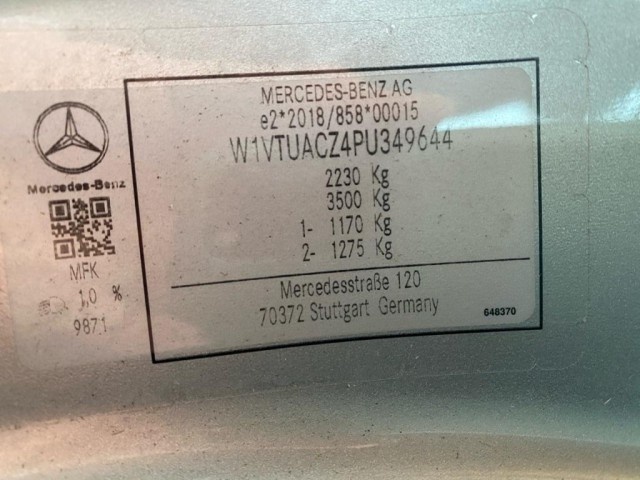 MERCEDES-BENZ AG
e2*2018/858*00015
W1VTUACZ4PU349644
2230 Kg
3500 Kg
1- 1170 Kg
2- 1275 Kg
Mercedesstraße 120
70372 Stuttgart Germany
648370
Mercedes-Benz
MFK
1,0 %
9871